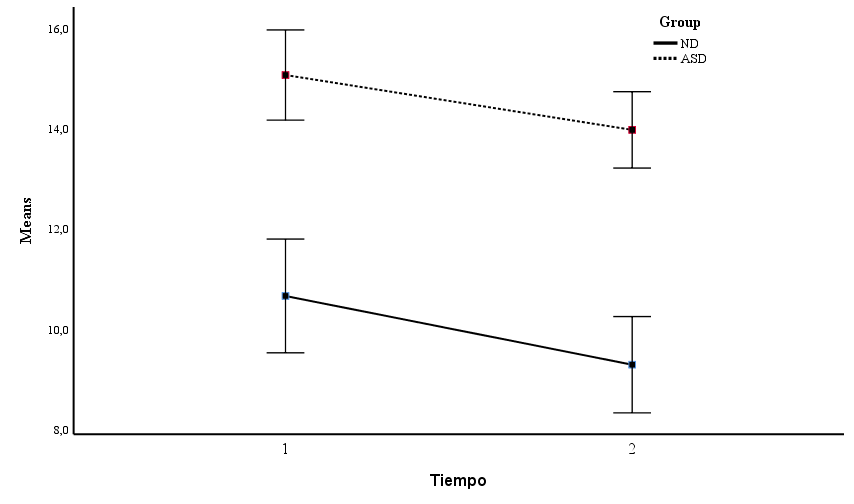 Group
ND
ASD
16,0
14,0
12,0
10,0
8,0
Means
1
2
Tiempo